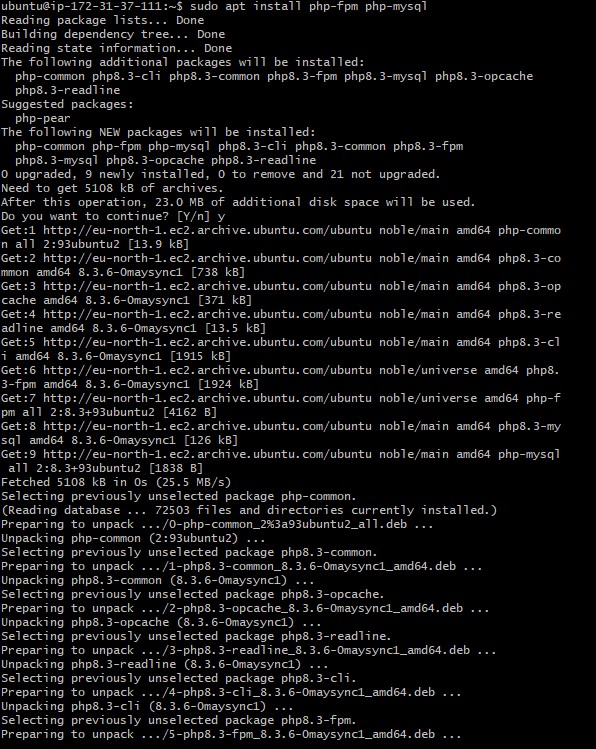 ubuntu@ip-172-31-37-111:~$ sudo apt install php-fpm php-mysql
Reading package lists... Done
Building dependency tree... Done
Reading state information... Done
The following additional packages will be installed:
  php-common php8.3-cli php8.3-common php8.3-fpm php8.3-mysql php8.3-opcache
  php8.3-readline
Suggested packages:
  php-pear
The following NEW packages will be installed:
  php-common php-fpm php-mysql php8.3-cli php8.3-common php8.3-fpm
  php8.3-mysql php8.3-opcache php8.3-readline
0 upgraded, 9 newly installed, 0 to remove and 21 not upgraded.
Need to get 5108 kB of archives.
After this operation, 23.0 MB of additional disk space will be used.
Do you want to continue? [Y/n] y
Get:1 http://eu-north-1.ec2.archive.ubuntu.com/ubuntu noble/main amd64 php-commo
n all 2:93ubuntu2 [13.9 kB]
Get:2 http://eu-north-1.ec2.archive.ubuntu.com/ubuntu noble/main amd64 php8.3-co
mmon amd64 8.3.6-0maysync1 [738 kB]
Get:3 http://eu-north-1.ec2.archive.ubuntu.com/ubuntu noble/main amd64 php8.3-op
cache amd64 8.3.6-0maysync1 [371 kB]
Get:4 http://eu-north-1.ec2.archive.ubuntu.com/ubuntu noble/main amd64 php8.3-re
adline amd64 8.3.6-0maysync1 [13.5 kB]
Get:5 http://eu-north-1.ec2.archive.ubuntu.com/ubuntu noble/main amd64 php8.3-cl
i amd64 8.3.6-0maysync1 [1915 kB]
Get:6 http://eu-north-1.ec2.archive.ubuntu.com/ubuntu noble/universe amd64 php8.
3-fpm amd64 8.3.6-0maysync1 [1924 kB]
Get:7 http://eu-north-1.ec2.archive.ubuntu.com/ubuntu noble/universe amd64 php-f
pm all 2:8.3+93ubuntu2 [4162 B]
Get:8 http://eu-north-1.ec2.archive.ubuntu.com/ubuntu noble/main amd64 php8.3-my
sql amd64 8.3.6-0maysync1 [126 kB]
Get:9 http://eu-north-1.ec2.archive.ubuntu.com/ubuntu noble/main amd64 php-mysql
 all 2:8.3+93ubuntu2 [1838 B]
Fetched 5108 kB in 0s (25.5 MB/s)
Selecting previously unselected package php-common.
(Reading database ... 72503 files and directories currently installed.)
Preparing to unpack .../0-php-common_2%3a93ubuntu2_all.deb ...
Unpacking php-common (2:93ubuntu2) ...
Selecting previously unselected package php8.3-common.
Preparing to unpack .../1-php8.3-common_8.3.6-0maysync1_amd64.deb ...
Unpacking php8.3-common (8.3.6-0maysync1) ...
Selecting previously unselected package php8.3-opcache.
Preparing to unpack .../2-php8.3-opcache_8.3.6-0maysync1_amd64.deb ...
Unpacking php8.3-opcache (8.3.6-0maysync1) ...
Selecting previously unselected package php8.3-readline.
Preparing to unpack .../3-php8.3-readline_8.3.6-0maysync1_amd64.deb ...
Unpacking php8.3-readline (8.3.6-0maysync1) ...
Selecting previously unselected package php8.3-cli.
Preparing to unpack .../4-php8.3-cli_8.3.6-0maysync1_amd64.deb ...
Unpacking php8.3-cli (8.3.6-0maysync1) ...
Selecting previously unselected package php8.3-fpm.
Preparing to unpack .../5-php8.3-fpm_8.3.6-0maysync1_amd64.deb ...